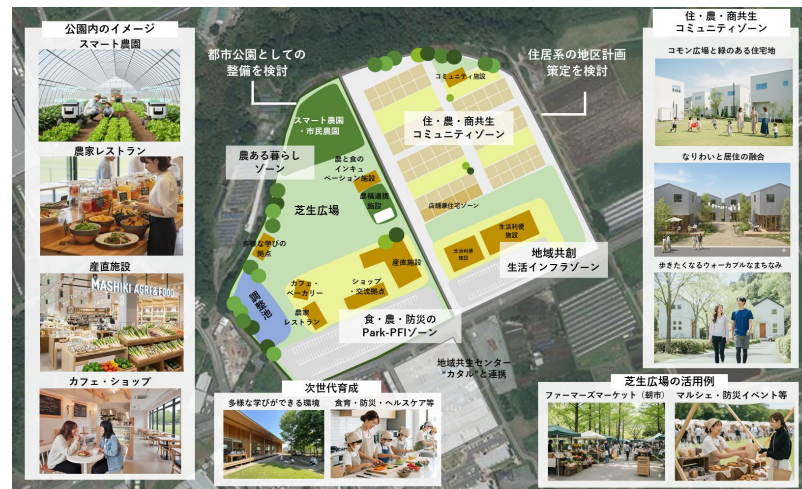 公園内のイメージ
スマート農園
農家レストラン
産直施設
MASHIKI AGRI & FOOD
カフェ・ショップ
都市公園としての
整備を検討
住居系の地区計画
策定を検討
コミュニティ施設
スマート農園
・市民農園
住・農・商共生
コミュニティゾーン
農ある暮らし
ゾーン
農と食の
インキュ
ベーション施設
農福連携
施設
芝生広場
店舗兼住宅ゾーン
多様な学びの
拠点
生活利便
施設
生活利便
施設
地域共創
生活インフラゾーン
産直施設
カフェ・
ベーカリー
ショップ
・交流拠点
調整池
農家
レストラン
食・農・防災の
Park-PFIゾーン
地域共生センター
“カタル”と連携
次世代育成
多様な学びができる環境
食育・防災・ヘルスケア等
住・農・商共生
コミュニティゾーン
コモン広場と緑のある住宅地
なりわいと居住の融合
歩きたくなるウォーカブルなまちなみ
芝生広場の活用例
ファーマーズマーケット（朝市）
マルシェ・防災イベント等